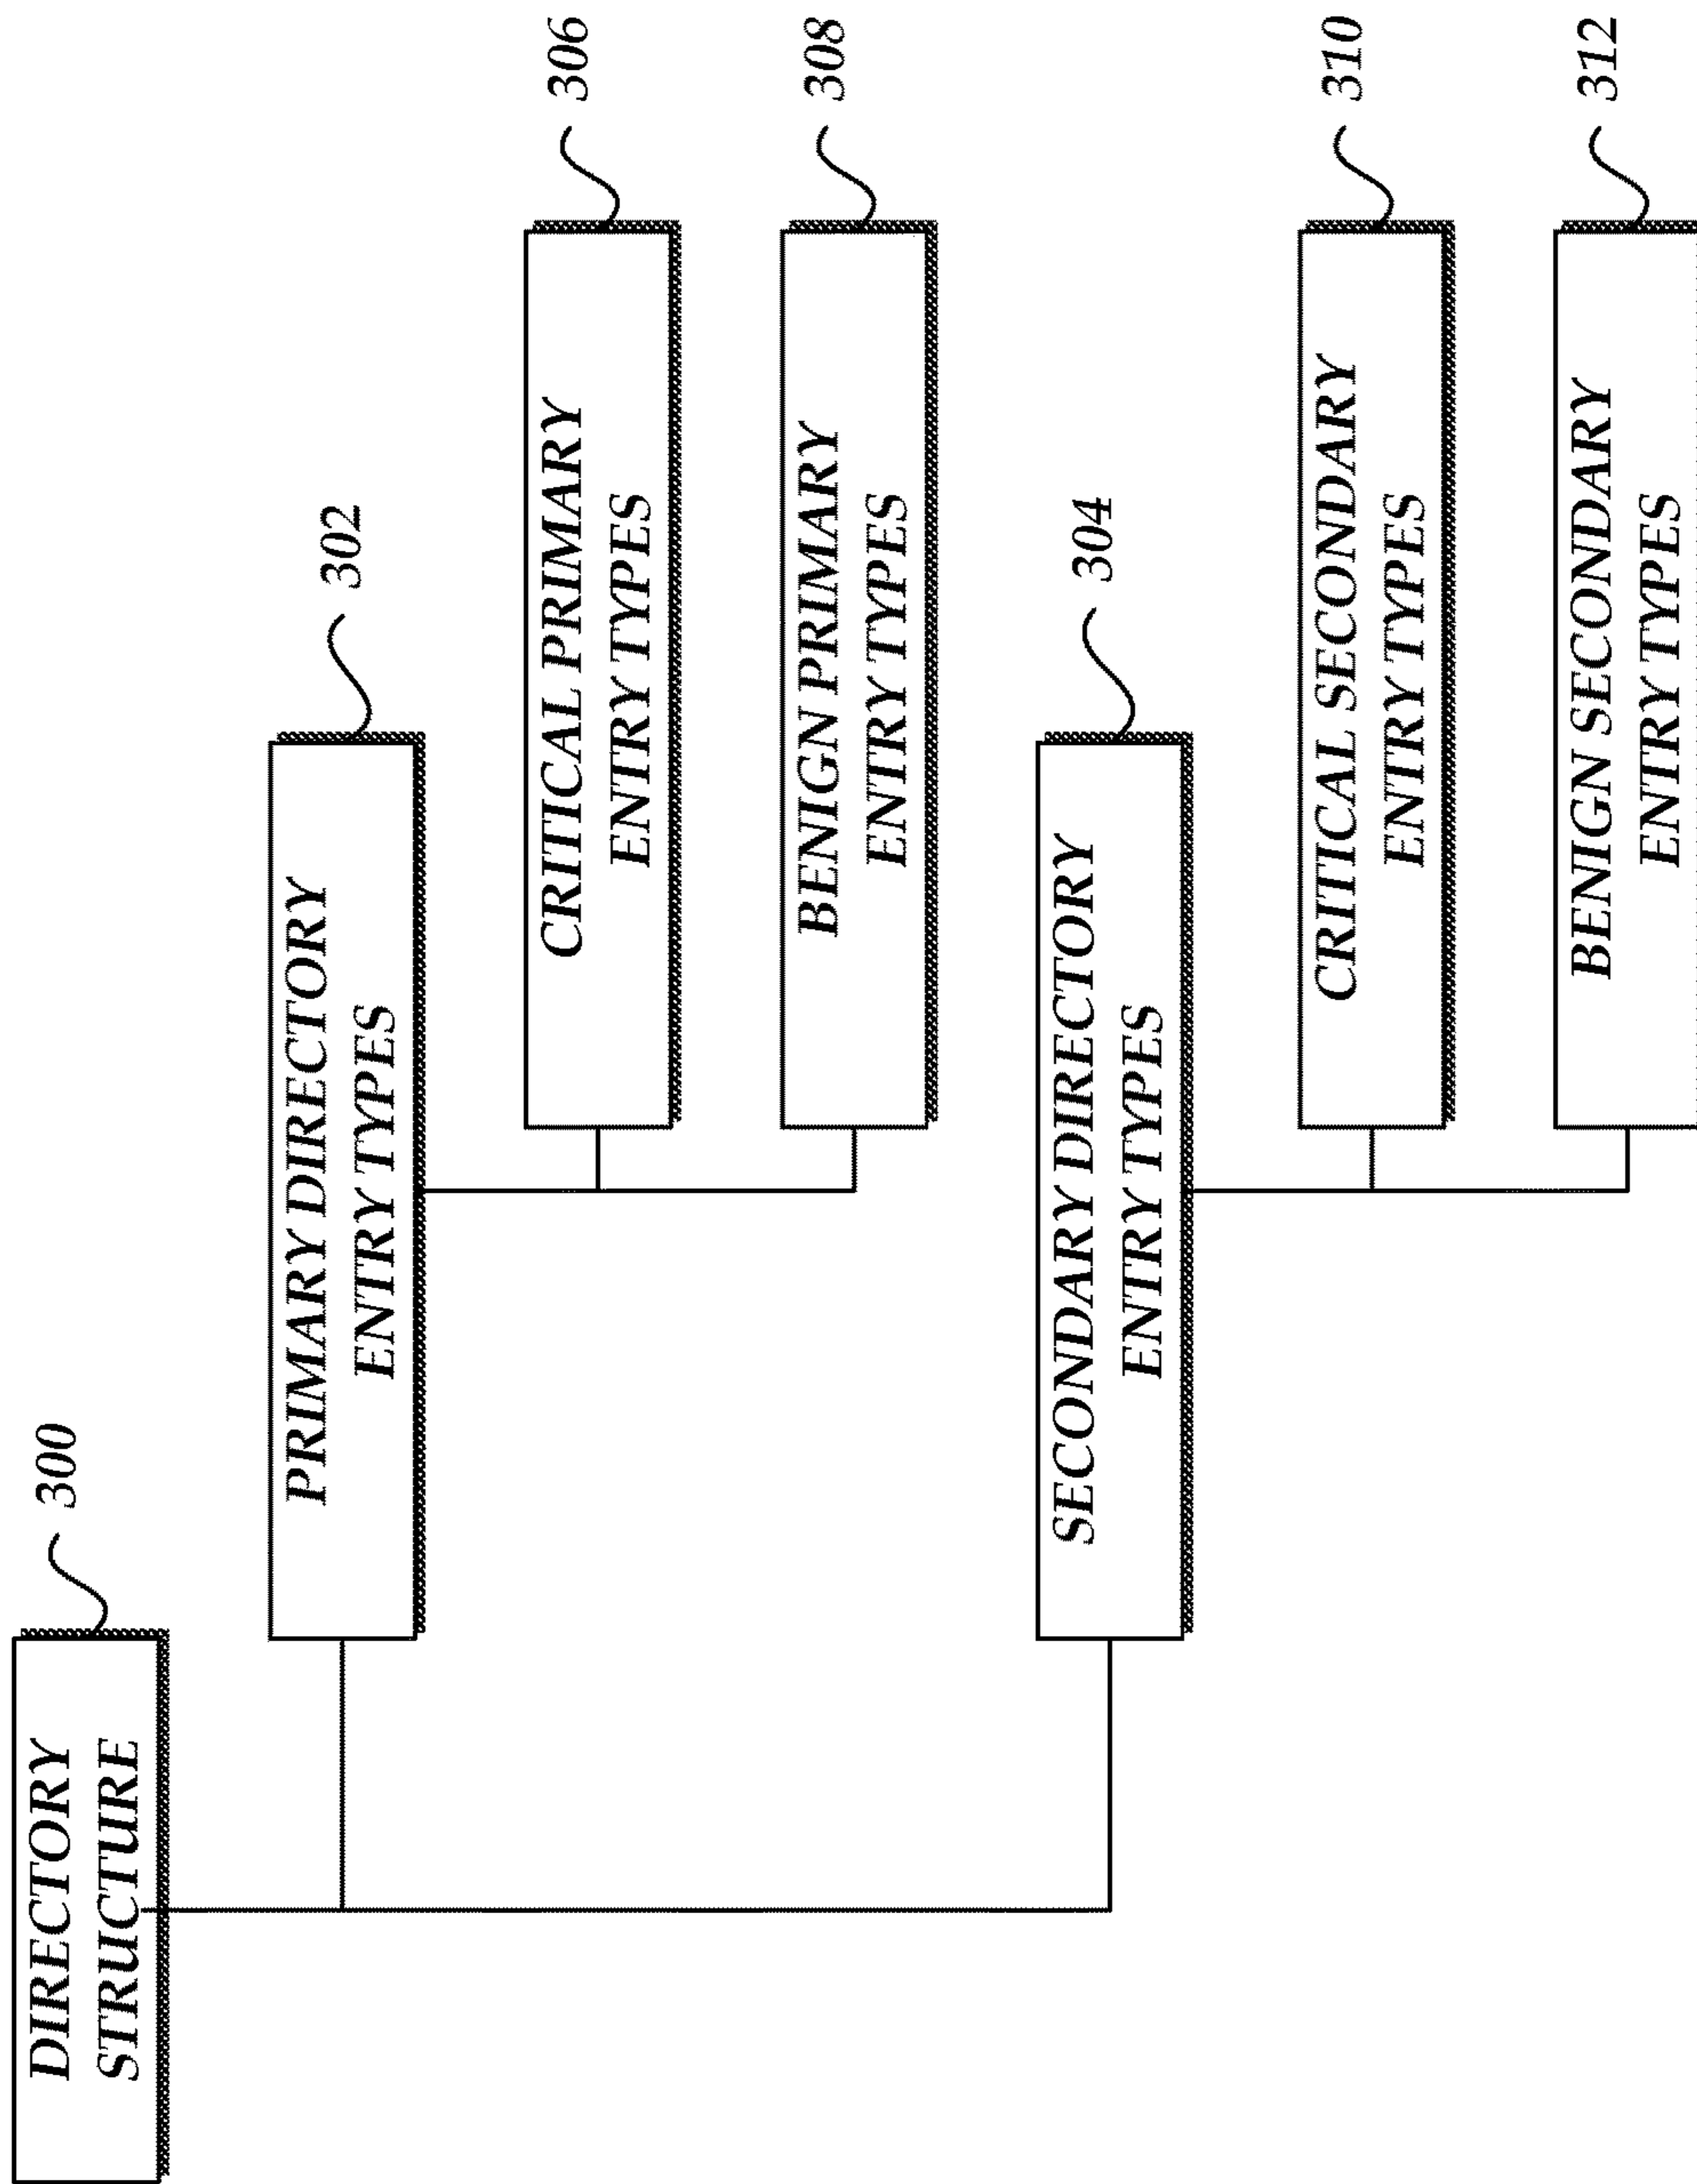 DIRECTORY
STRUCTURE
300
PRIMARY DIRECTORY
ENTRY TYPES
302
CRITICAL PRIMARY
ENTRY TYPES
306
BENIGN PRIMARY
ENTRY TYPES
308
SECONDARY DIRECTORY
ENTRY TYPES
304
CRITICAL SECONDARY
ENTRY TYPES
310
BENIGN SECONDARY
ENTRY TYPES
312